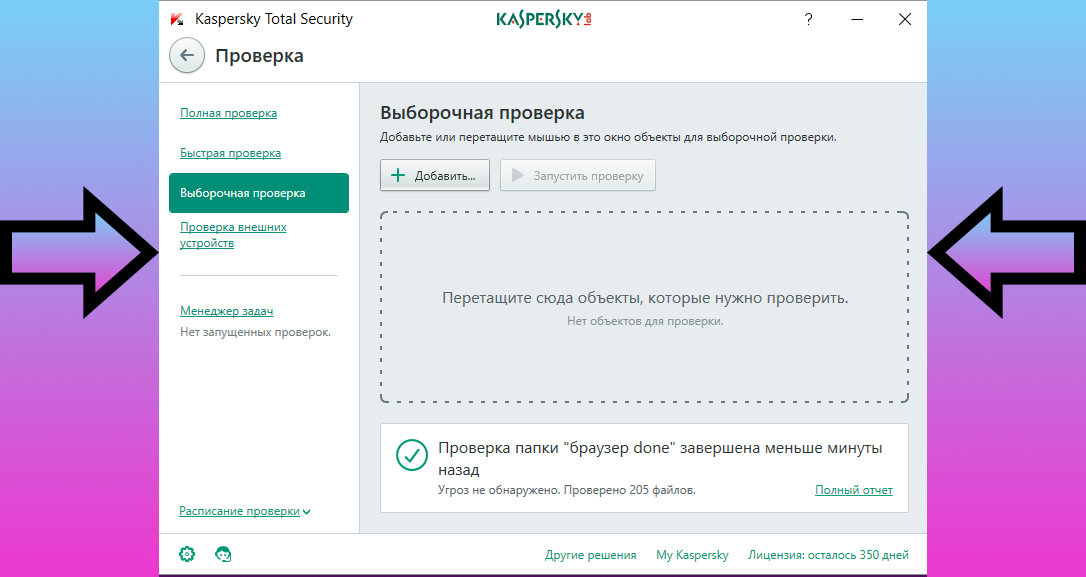 Kaspersky Total Security
KASPERSKY lab
?
Проверка
Полная проверка
Быстрая проверка
Выборочная проверка
Проверка внешних
устройств
Менеджер задач
Нет запущенных проверок.
Расписание проверки
Выборочная проверка
Добавьте или перетащите мышью в это окно объекты для выборочной проверки.
Добавить...
Запустить проверку
Перетащите сюда объекты, которые нужно проверить.
Нет объектов для проверки.
Проверка папки "браузер done" завершена меньше минуты
назад
Угроз не обнаружено. Проверено 205 файлов.
Полный отчет
Другие решения
My Kaspersky
Лицензия: осталось 350 дней